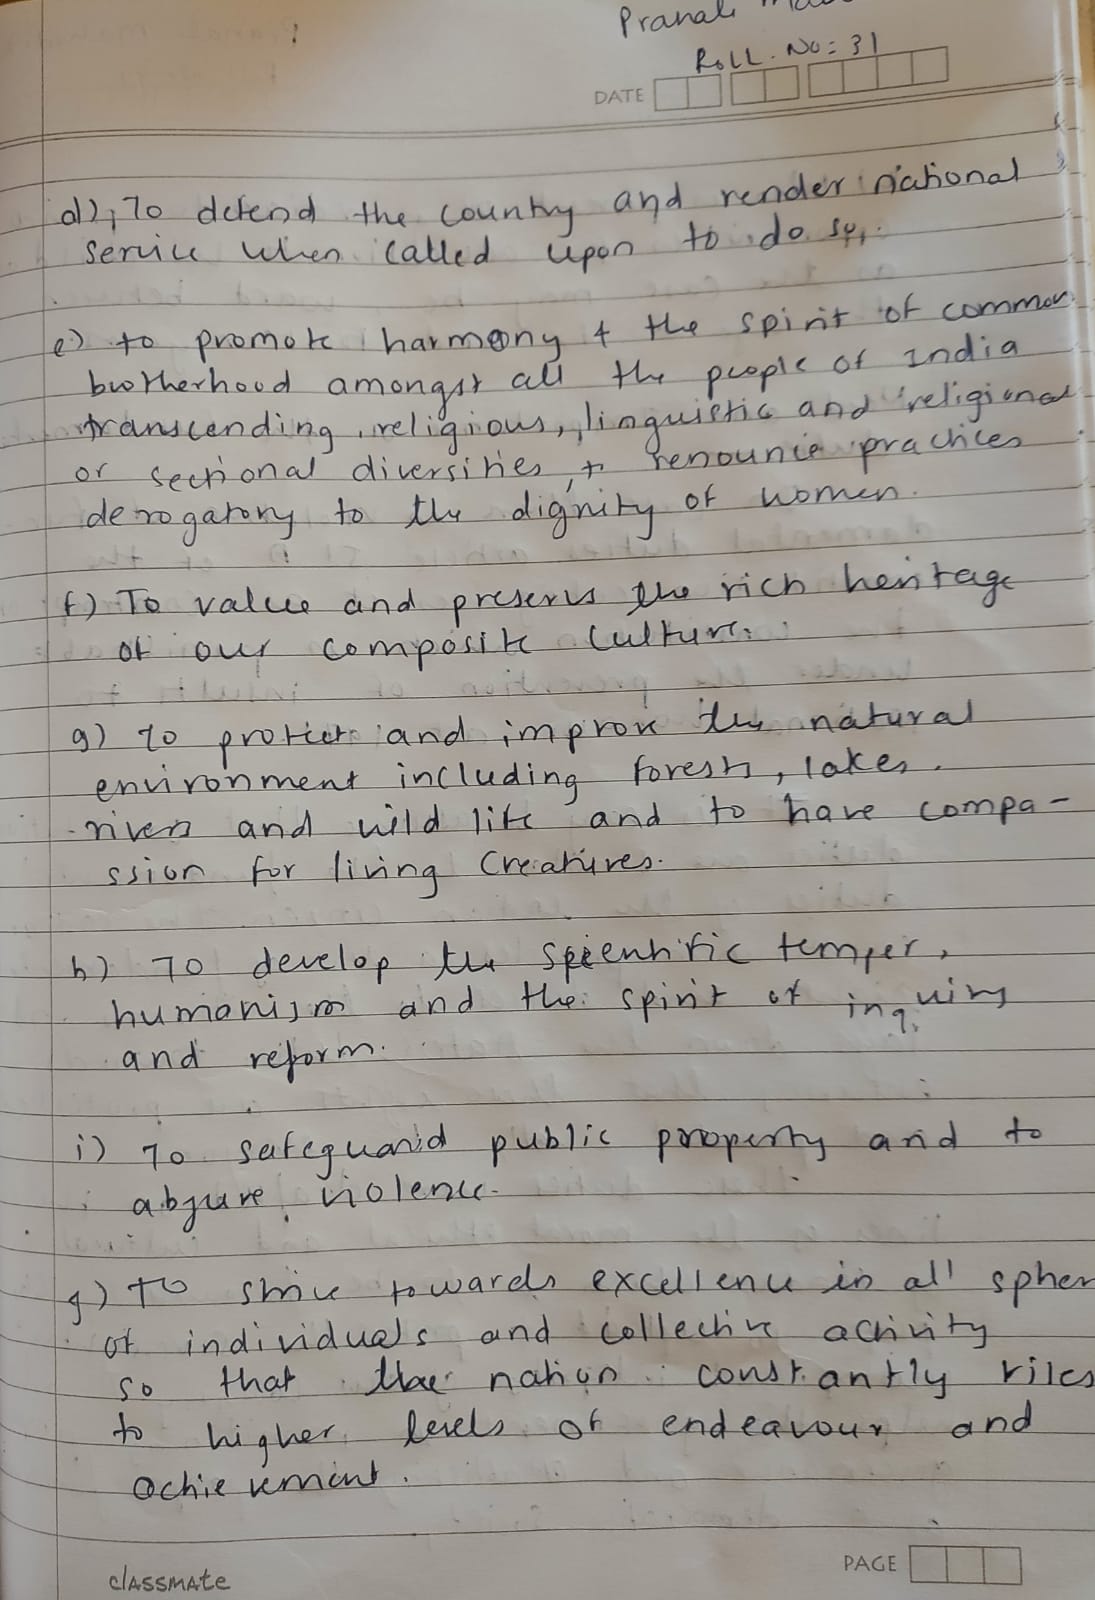 Pranali
Roll. No: 31
DATE
d) To defend the country and render national
service when called upon to do so,
e) to promote harmony & the spirit of common
brotherhood amongst all the people of India
transcending religious, linguistic and religional
or sectional diversities, & renounce practices
derogatory to the dignity of women.
f) To value and preserve the rich heritage
of our composite culture.
g) to protect and improve the natural
environment including forests, lakes,
rivers and wild life and to have compa-
ssion for living creatures.
h) To develop the scientific temper,
humanism and the spirit of inquiry
and reform.
i) To safeguard public property and to
abjure violence.
j) To strive towards excellence in all spher
of individuals and collective activity
so that the nation constantly rises
to higher levels of endeavour and
achievement.
classmate
PAGE